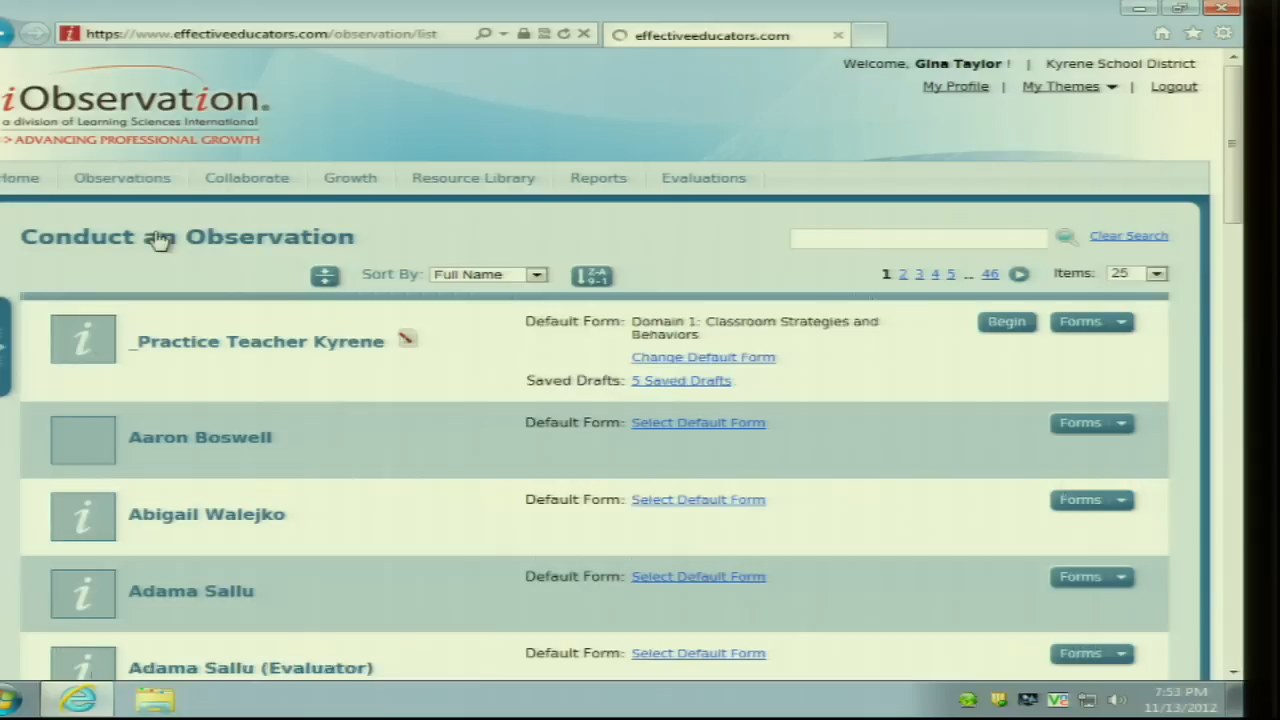 https://www.effectiveeducators.com/observation/list
effectiveeducators.com
Welcome, Gina Taylor ! | Kyrene School District
My Profile | My Themes | Logout
iObservation.
a division of Learning Sciences International
>> ADVANCING PROFESSIONAL GROWTH
Home Observations Collaborate Growth Resource Library Reports Evaluations
Conduct an Observation
Clear Search
Sort By: Full Name
Z-A
9-1
1 2 3 4 5 .. 46 Items: 25
i
_Practice Teacher Kyrene
Default Form: Domain 1: Classroom Strategies and
Behaviors
Change Default Form
Saved Drafts: 5 Saved Drafts
Begin Forms
Aaron Boswell Default Form: Select Default Form Forms
i
Abigail Walejko Default Form: Select Default Form Forms
i
Adama Sallu Default Form: Select Default Form Forms
i
Adama Sallu (Evaluator) Default Form: Select Default Form Forms
7:53 PM
11/13/2012